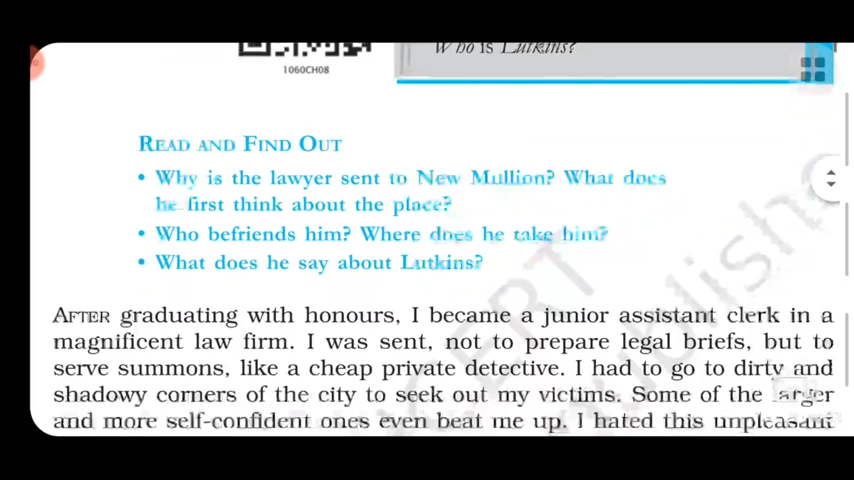 Who is Lutkins?
1060CH08
READ AND FIND OUT
• Why is the lawyer sent to New Mullion? What does
he first think about the place?
• Who befriends him? Where does he take him?
• What does he say about Lutkins?
AFTER graduating with honours, I became a junior assistant clerk in a
magnificent law firm. I was sent, not to prepare legal briefs, but to
serve summons, like a cheap private detective. I had to go to dirty and
shadowy corners of the city to seek out my victims. Some of the larger
and more self-confident ones even beat me up. I hated this unpleasant